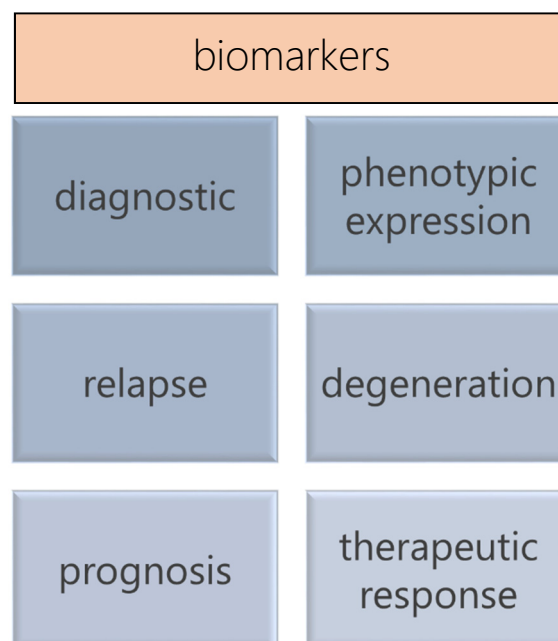 biomarkers
diagnostic
phenotypic
expression
relapse
degeneration
prognosis
therapeutic
response